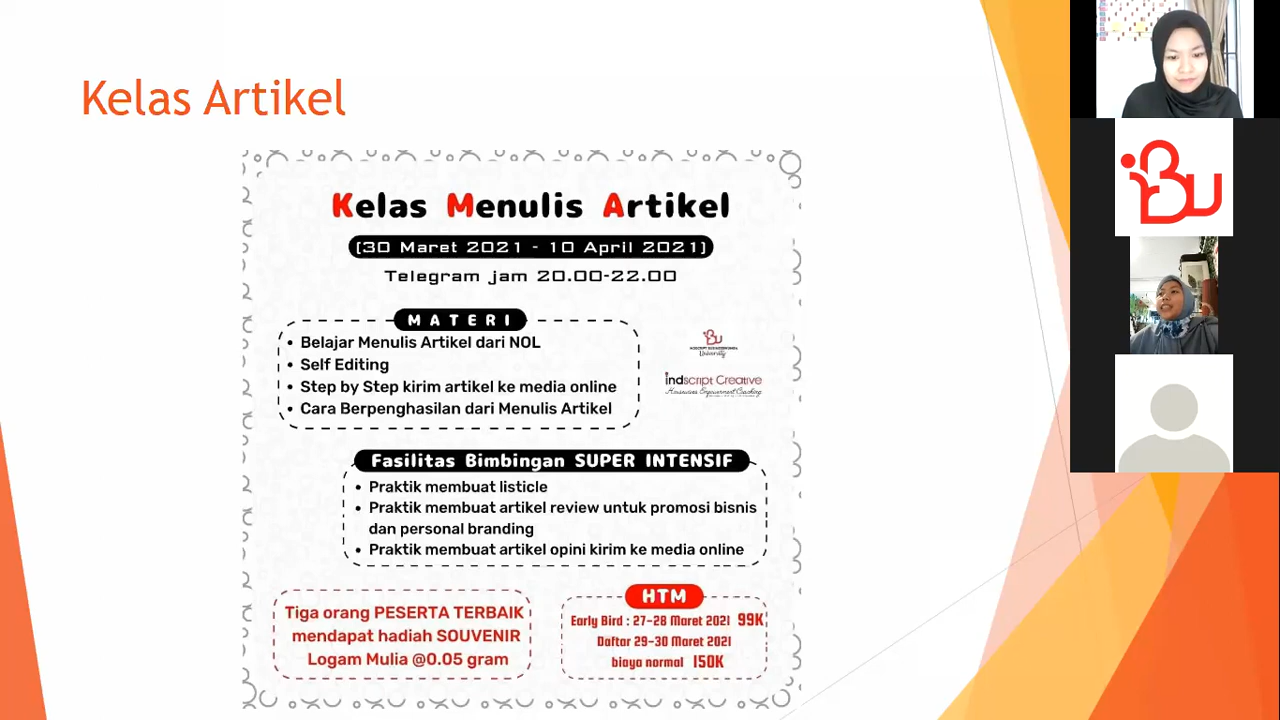 Kelas Artikel
Kelas Menulis Artikel
(30 Maret 2021 - 10 April 2021)
Telegram jam 20.00-22.00
MATERI
• Belajar Menulis Artikel dari NOL
• Self Editing
• Step by Step kirim artikel ke media online
• Cara Berpenghasilan dari Menulis Artikel
University
indscript Creative
Fasilitas Bimbingan SUPER INTENSIF
• Praktik membuat listicle
• Praktik membuat artikel review untuk promosi bisnis
dan personal branding
• Praktik membuat artikel opini kirim ke media online
Tiga orang PESERTA TERBAIK
mendapat hadiah SOUVENIR
Logam Mulia @0.05 gram
HTM
Early Bird : 27-28 Maret 2021 99K
Daftar 29-30 Maret 2021
biaya normal 150K